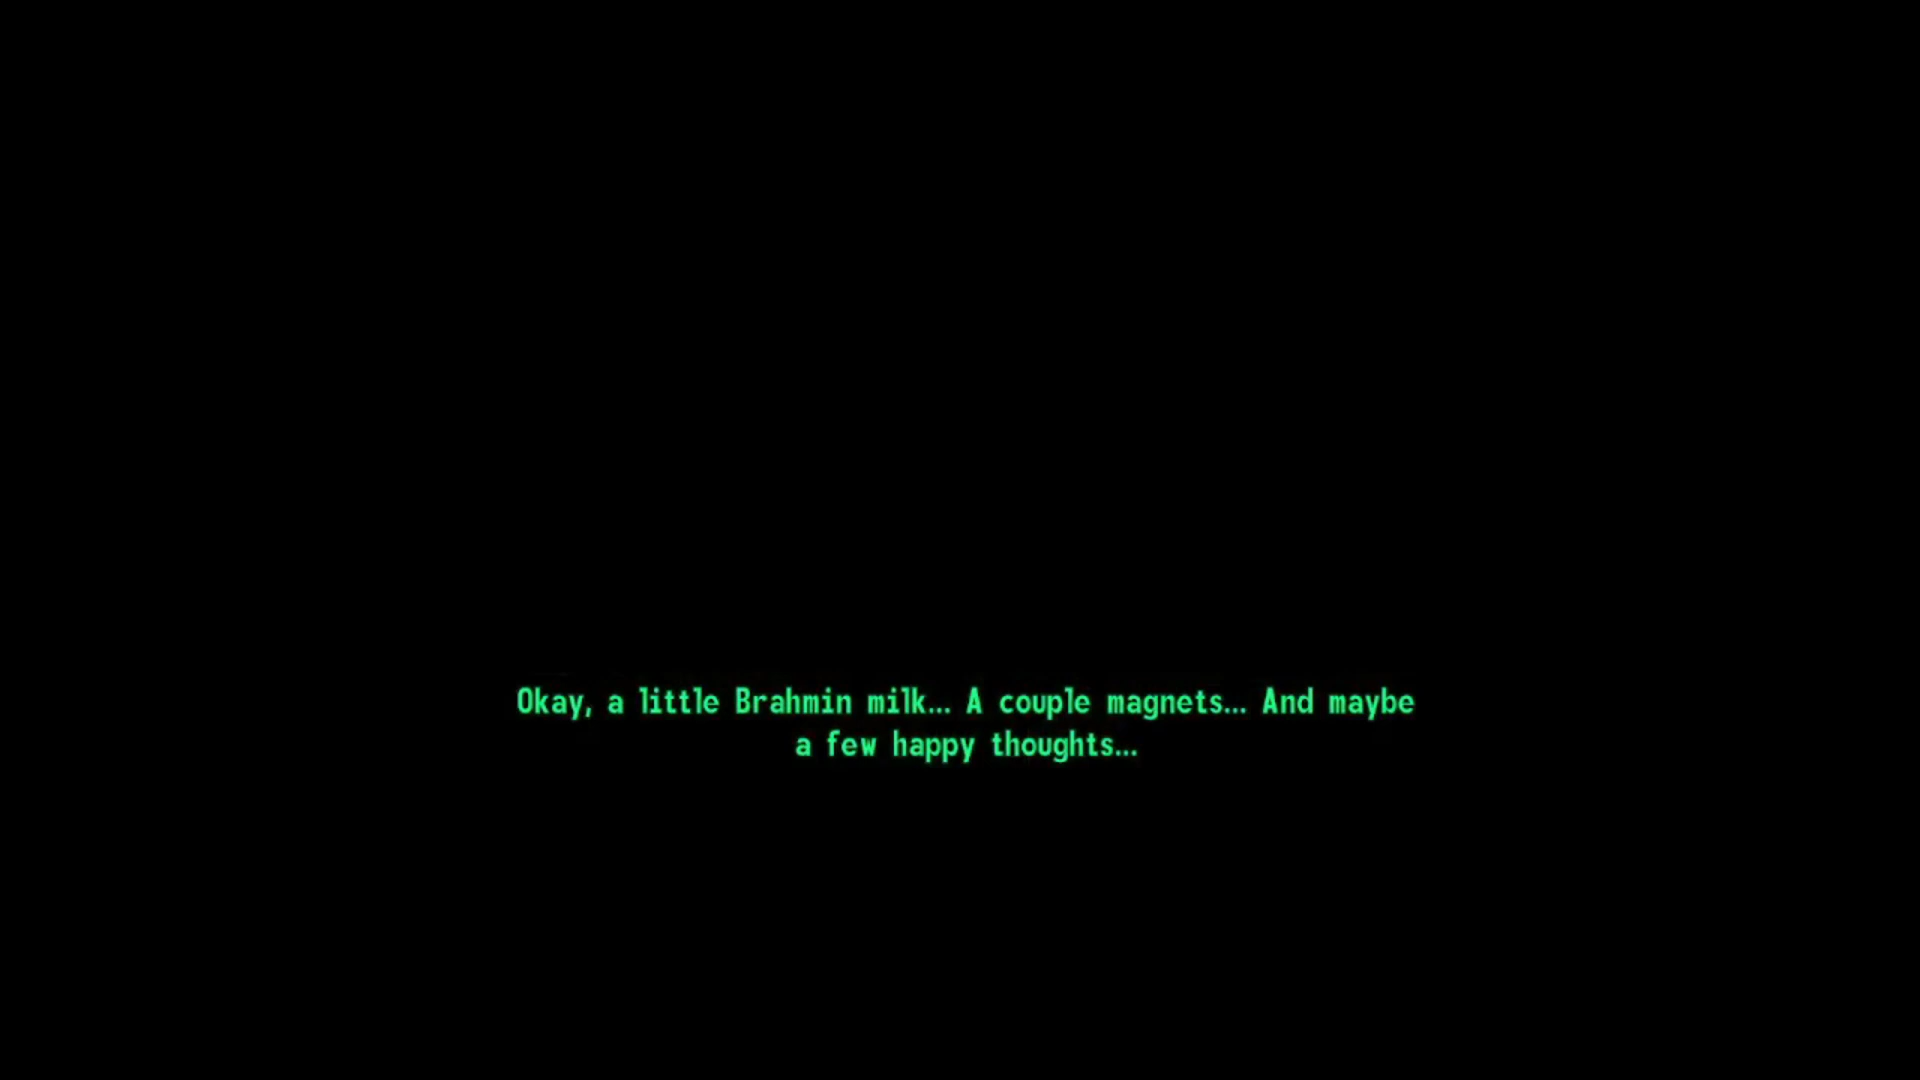 Okay, a little Brahmin milk... A couple magnets... And maybe
a few happy thoughts...